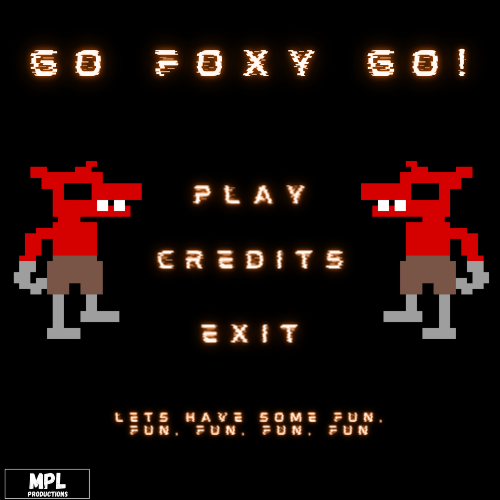 GO FOXY GO!
PLAY
CREDITS
EXIT
LETS HAVE SOME FUN.
FUN. FUN. FUN. FUN
MPL
PRODUCTIONS